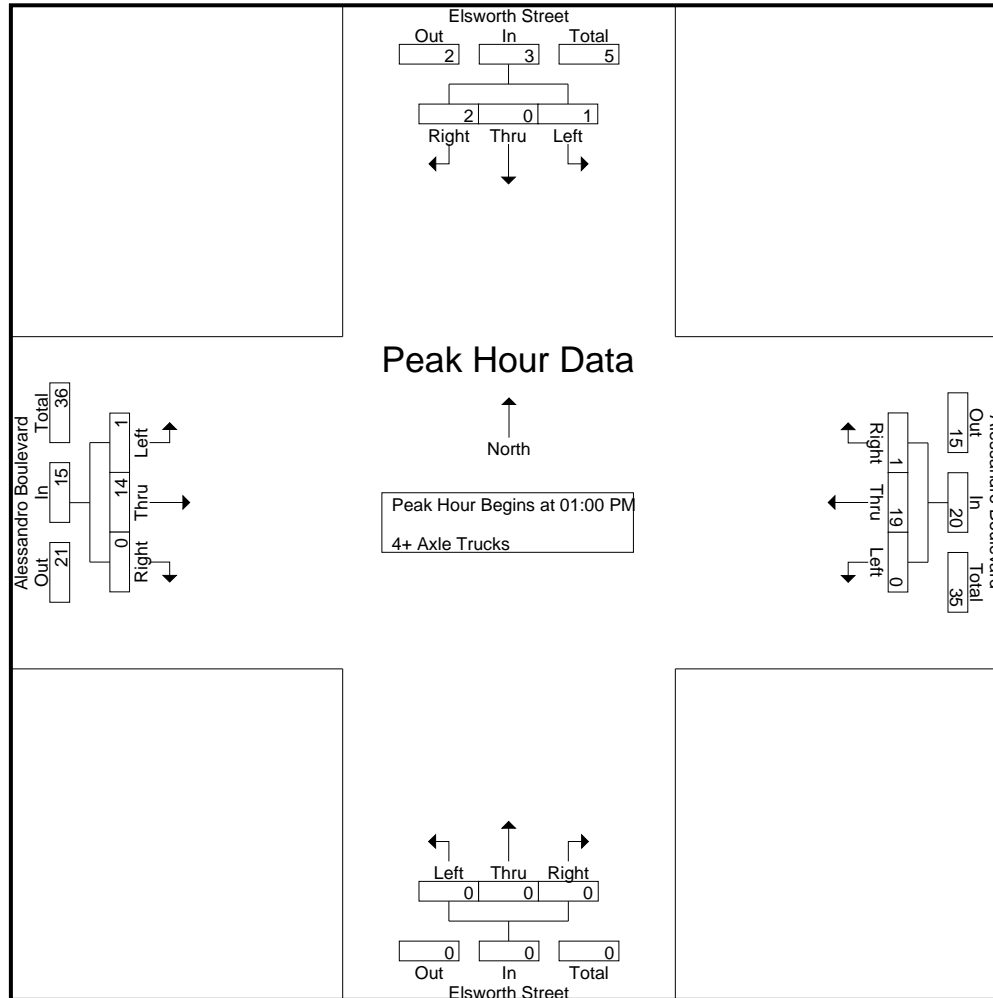 Elsworth Street
Out In Total
2 3 5
2 0 1
Right Thru Left
Peak Hour Data
North
Peak Hour Begins at 01:00 PM
4+ Axle Trucks
Alessandro Boulevard
Total In Out
36 15 21
1 14 0
Left Thru Right
Right Thru Left
1 19 0
15 20 35
Out In Total
Left Thru Right
0 0 0
0 0 0
Out In Total
Elsworth Street